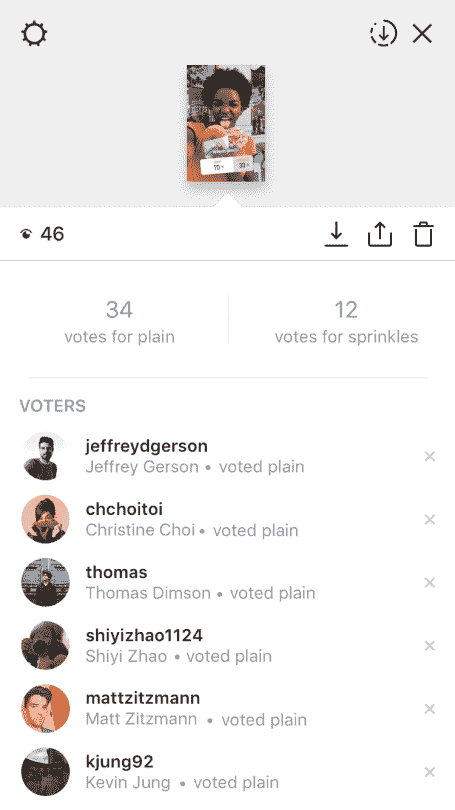 46
34
12
votes for plain
votes for sprinkles
VOTERS
jeffreydgerson
Jeffrey Gerson • voted plain
chchoitoi
Christine Choi • voted plain
thomas
Thomas Dimson • voted plain
shiyizhao1124
Shiyi Zhao • voted plain
mattzitzmann
Matt Zitzmann • voted plain
kjung92
Kevin Jung • voted plain